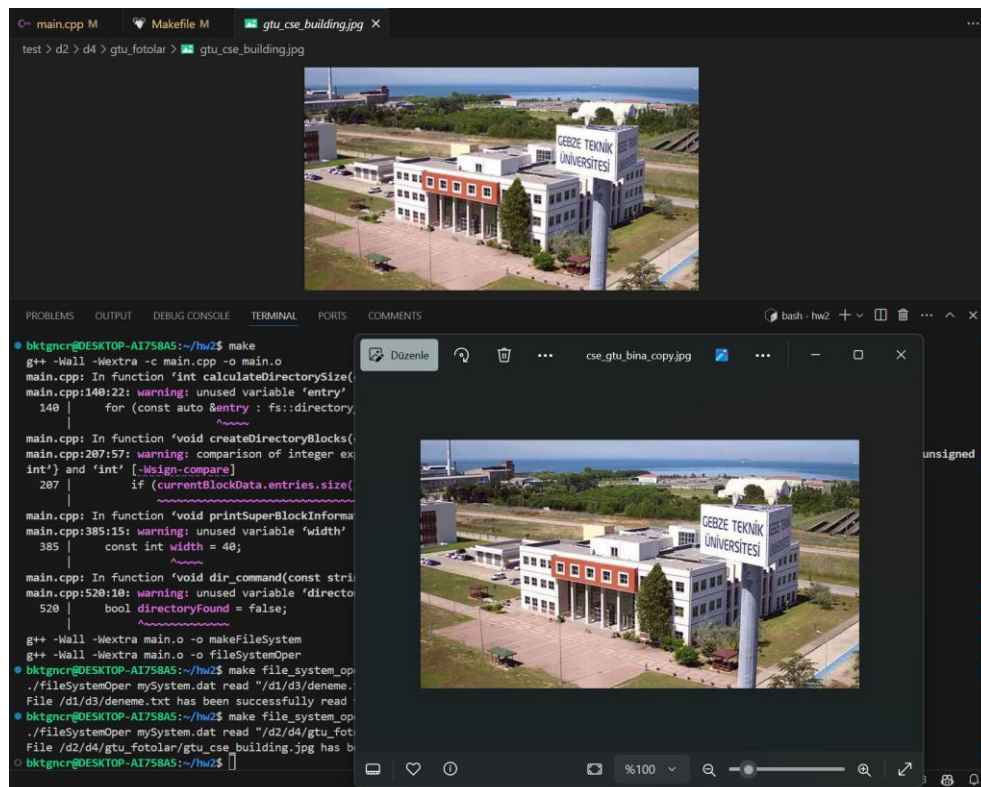 main.cpp M
Makefile M
gtu_cse_building.jpg
test > d2 > d4 > gtu_fotolar > gtu_cse_building.jpg
GEBZE TEKNİK
ÜNİVERSİTESİ
PROBLEMS OUTPUT DEBUG CONSOLE TERMINAL PORTS COMMENTS
bash - hw2
bktgncr@DESKTOP-AI758A5:~/hw2$ make
g++ -Wall -Wextra -c main.cpp -o main.o
main.cpp: In function ‘int calculateDirectorySize(
main.cpp:140:22: warning: unused variable ‘entry’
140 | for (const auto &entry : fs::directory_
| ^~~~~
main.cpp: In function ‘void createDirectoryBlocks(
main.cpp:207:57: warning: comparison of integer ex
unsigned
int’} and ‘int’ [-Wsign-compare]
207 | if (currentBlockData.entries.size(
| ~~~~~~~~~~~~~~~~~~~~~~~~~~~~~~
main.cpp: In function ‘void printSuperBlockInforma
main.cpp:385:15: warning: unused variable ‘width’
385 | const int width = 40;
| ^~~~~
main.cpp: In function ‘void dir_command(const stri
main.cpp:520:10: warning: unused variable ‘directo
520 | bool directoryFound = false;
| ^~~~~~~~~~~~~~
g++ -Wall -Wextra main.o -o makeFileSystem
g++ -Wall -Wextra main.o -o fileSystemOper
bktgncr@DESKTOP-AI758A5:~/hw2$ make file_system_op
./fileSystemOper mySystem.dat read "/d1/d3/deneme.
File /d1/d3/deneme.txt has been successfully read
bktgncr@DESKTOP-AI758A5:~/hw2$ make file_system_op
./fileSystemOper mySystem.dat read "/d2/d4/gtu_fot
File /d2/d4/gtu_fotolar/gtu_cse_building.jpg has b
bktgncr@DESKTOP-AI758A5:~/hw2$
Düzenle
cse_gtu_bina_copy.jpg
GEBZE TEKNİK
ÜNİVERSİTESİ
%100